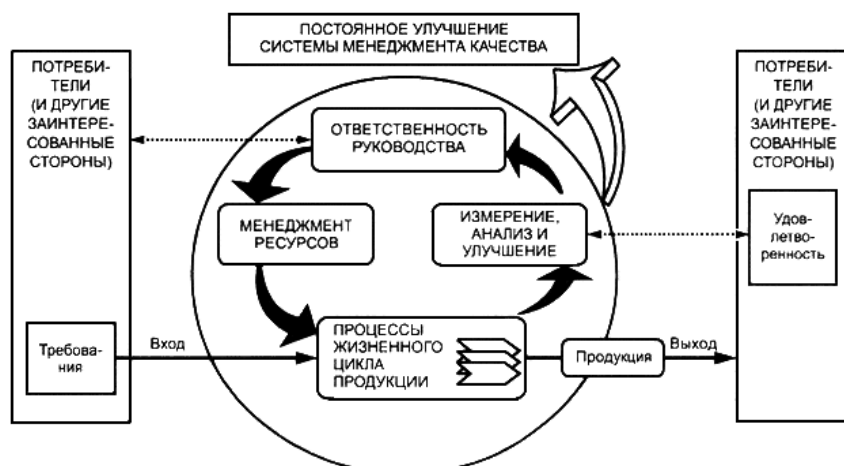 ПОСТОЯННОЕ УЛУЧШЕНИЕ
СИСТЕМЫ МЕНЕДЖМЕНТА КАЧЕСТВА
ПОТРЕБИ-
ТЕЛИ
(И ДРУГИЕ
ЗАИНТЕРЕ-
СОВАННЫЕ
СТОРОНЫ)
Требова-
ния
Вход
ОТВЕТСТВЕННОСТЬ
РУКОВОДСТВА
МЕНЕДЖМЕНТ
РЕСУРСОВ
ИЗМЕРЕНИЕ,
АНАЛИЗ И
УЛУЧШЕНИЕ
ПРОЦЕССЫ
ЖИЗНЕННОГО
ЦИКЛА
ПРОДУКЦИИ
Продукция
Выход
ПОТРЕБИ-
ТЕЛИ
(И ДРУГИЕ
ЗАИНТЕРЕ-
СОВАННЫЕ
СТОРОНЫ)
Удов-
летво-
ренность